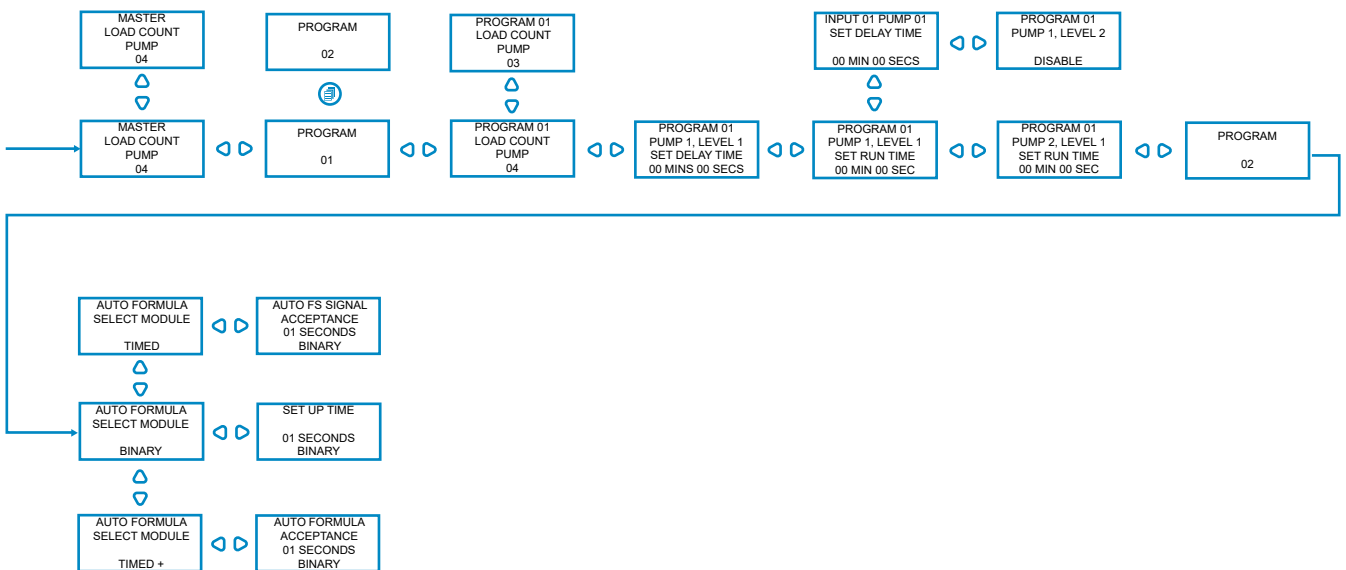 MASTER
LOAD COUNT
PUMP
04
PROGRAM
02
PROGRAM 01
LOAD COUNT
PUMP
03
INPUT 01 PUMP 01
SET DELAY TIME
00 MIN 00 SECS
PROGRAM 01
PUMP 1, LEVEL 2
DISABLE
MASTER
LOAD COUNT
PUMP
04
PROGRAM
01
PROGRAM 01
LOAD COUNT
PUMP
04
PROGRAM 01
PUMP 1, LEVEL 1
SET DELAY TIME
00 MINS 00 SECS
PROGRAM 01
PUMP 1, LEVEL 1
SET RUN TIME
00 MIN 00 SEC
PROGRAM 01
PUMP 2, LEVEL 1
SET RUN TIME
00 MIN 00 SEC
PROGRAM
02
AUTO FORMULA
SELECT MODULE
TIMED
AUTO FS SIGNAL
ACCEPTANCE
01 SECONDS
BINARY
AUTO FORMULA
SELECT MODULE
BINARY
SET UP TIME
01 SECONDS
BINARY
AUTO FORMULA
SELECT MODULE
TIMED +
AUTO FORMULA
ACCEPTANCE
01 SECONDS
BINARY